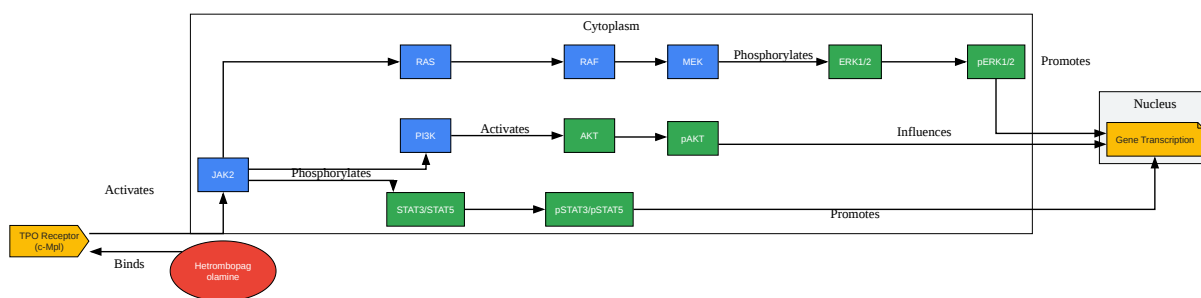 Cytoplasm
RAS
RAF
MEK
Phosphorylates
ERK1/2
pERK1/2
Promotes
Nucleus
Gene Transcription
PI3K
Activates
AKT
pAKT
Influences
JAK2
Phosphorylates
STAT3/STAT5
pSTAT3/pSTAT5
Promotes
Activates
TPO Receptor
(c-Mpl)
Binds
Hetrombopag
olamine